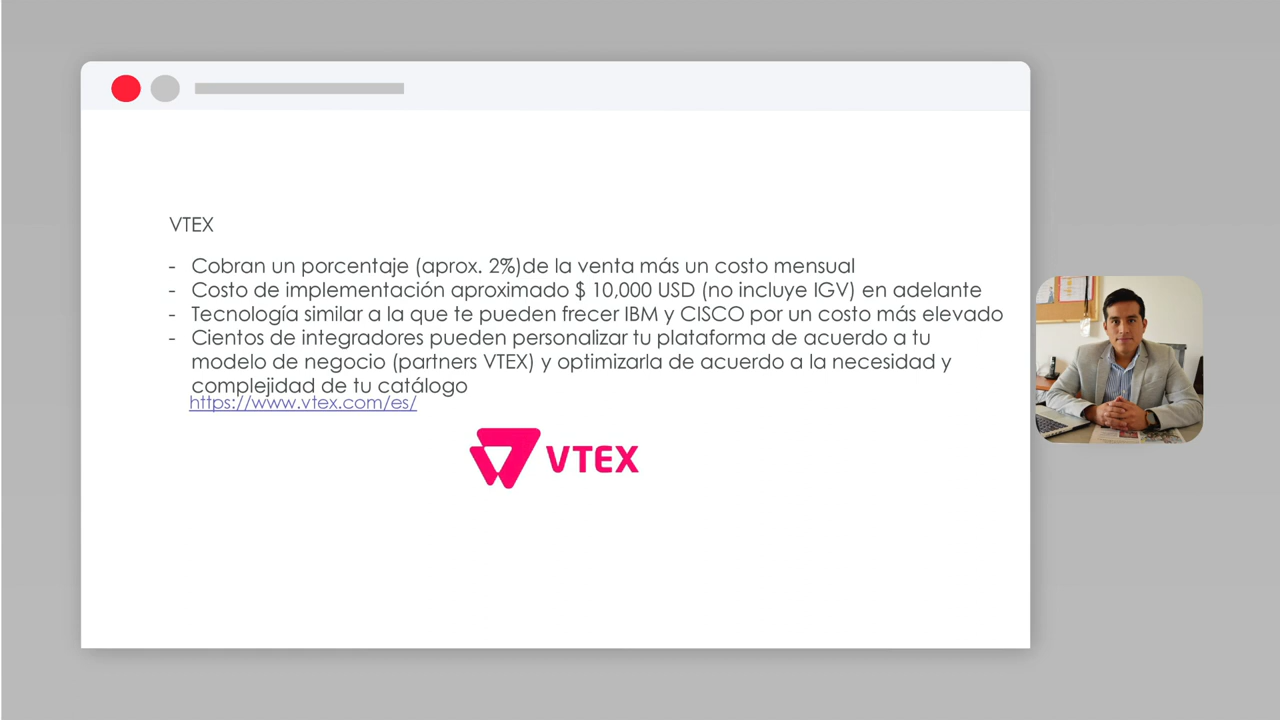 VTEX
- Cobran un porcentaje (aprox. 2%)de la venta más un costo mensual
- Costo de implementación aproximado $ 10,000 USD (no incluye IGV) en adelante
- Tecnología similar a la que te pueden frecer IBM y CISCO por un costo más elevado
- Cientos de integradores pueden personalizar tu plataforma de acuerdo a tu
modelo de negocio (partners VTEX) y optimizarla de acuerdo a la necesidad y
complejidad de tu catálogo
https://www.vtex.com/es/
VTEX